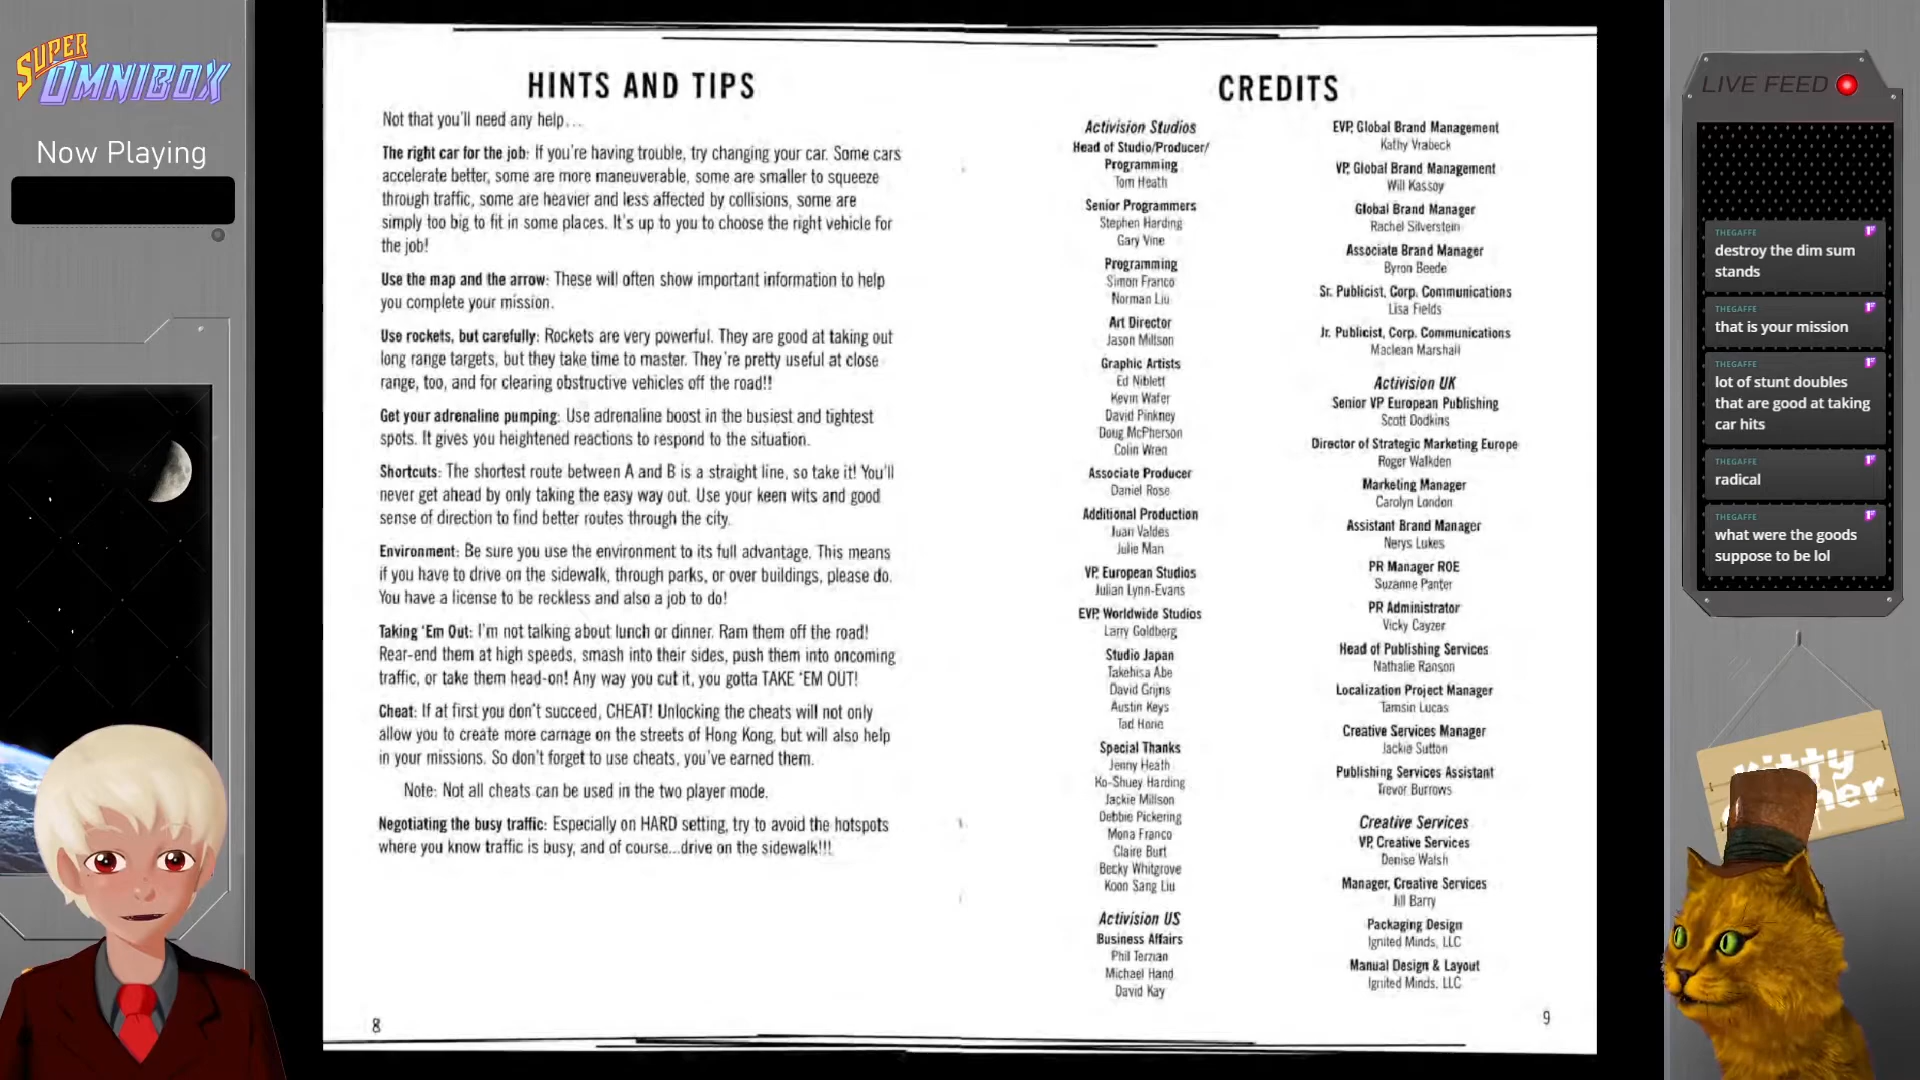 SUPER
OMNIBOX
Now Playing
HINTS AND TIPS
Not that you'll need any help...
The right car for the job: If you're having trouble, try changing your car. Some cars
accelerate better, some are more maneuverable, some are smaller to squeeze
through traffic, some are heavier and less affected by collisions, some are
simply too big to fit in some places. It's up to you to choose the right vehicle for
the job!
Use the map and the arrow: These will often show important information to help
you complete your mission.
Use rockets, but carefully: Rockets are very powerful. They are good at taking out
long range targets, but they take time to master. They're pretty useful at close
range, too, and for clearing obstructive vehicles off the road!!
Get your adrenaline pumping: Use adrenaline boost in the busiest and tightest
spots. It gives you heightened reactions to respond to the situation.
Shortcuts: The shortest route between A and B is a straight line, so take it! You'll
never get ahead by only taking the easy way out. Use your keen wits and good
sense of direction to find better routes through the city.
Environment: Be sure you use the environment to its full advantage. This means
if you have to drive on the sidewalk, through parks, or over buildings, please do.
You have a license to be reckless and also a job to do!
Taking 'Em Out: I'm not talking about lunch or dinner. Ram them off the road!
Rear-end them at high speeds, smash into their sides, push them into oncoming
traffic, or take them head-on! Any way you cut it, you gotta TAKE 'EM OUT!
Cheat: If at first you don't succeed, CHEAT! Unlocking the cheats will not only
allow you to create more carnage on the streets of Hong Kong, but will also help
in your missions. So don't forget to use cheats, you've earned them.
Note: Not all cheats can be used in the two player mode.
Negotiating the busy traffic: Especially on HARD setting, try to avoid the hotspots
where you know traffic is busy, and of course...drive on the sidewalk!!!
8
CREDITS
Activision Studios
Head of Studio/Producer/
Programming
Tom Heath
Senior Programmers
Stephen Harding
Gary Vine
Programming
Simon Franco
Norman Liu
Art Director
Jason Millson
Graphic Artists
Ed Niblett
Kevin Wafer
David Pinkney
Doug McPherson
Colin Wren
Associate Producer
Daniel Rose
Additional Production
Juan Valdes
Julie Man
VP, European Studios
Julian Lynn-Evans
EVP, Worldwide Studios
Larry Goldberg
Studio Japan
Takehisa Abe
David Grijns
Austin Keys
Tad Horie
Special Thanks
Jenny Heath
Ko-Shuey Harding
Jackie Millson
Debbie Pickering
Mona Franco
Claire Burt
Becky Whitgrove
Koon Sang Liu
Activision US
Business Affairs
Phil Terzian
Michael Hand
David Kay
EVP, Global Brand Management
Kathy Vrabeck
VP, Global Brand Management
Will Kassoy
Global Brand Manager
Rachel Silverstein
Associate Brand Manager
Byron Beede
Sr. Publicist, Corp. Communications
Lisa Fields
Jr. Publicist, Corp. Communications
Maclean Marshall
Activision UK
Senior VP European Publishing
Scott Dodkins
Director of Strategic Marketing Europe
Roger Walkden
Marketing Manager
Carolyn London
Assistant Brand Manager
Nerys Lukes
PR Manager ROE
Suzanne Panter
PR Administrator
Vicky Cayzer
Head of Publishing Services
Nathalie Ranson
Localization Project Manager
Tamsin Lucas
Creative Services Manager
Jackie Sutton
Publishing Services Assistant
Trevor Burrows
Creative Services
VP, Creative Services
Denise Walsh
Manager, Creative Services
Jill Barry
Packaging Design
Ignited Minds, LLC
Manual Design & Layout
Ignited Minds, LLC
9
LIVE FEED
THEGAFFE
destroy the dim sum
stands
THEGAFFE
that is your mission
THEGAFFE
lot of stunt doubles
that are good at taking
car hits
THEGAFFE
radical
THEGAFFE
what were the goods
suppose to be lol